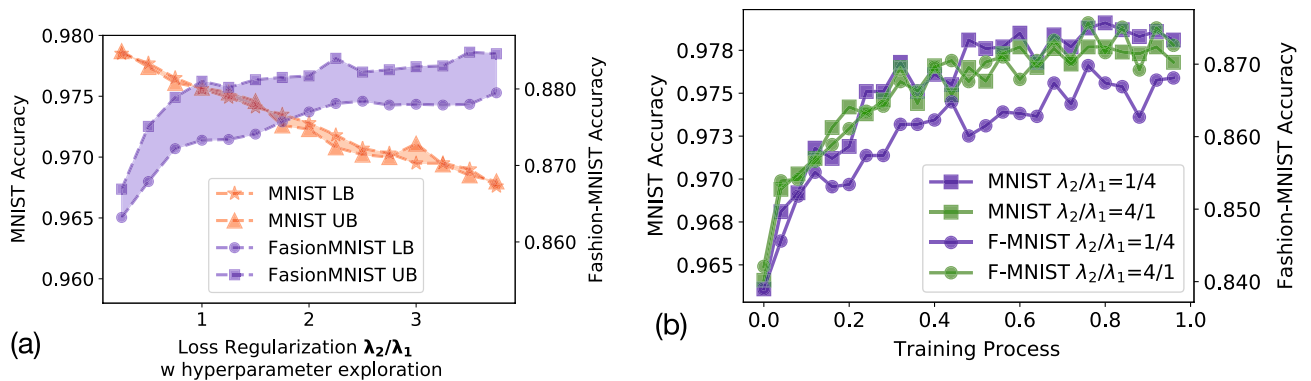 0.980
0.975
0.970
0.965
0.960
MNIST Accuracy
MNIST LB
MNIST UB
FasionMNIST LB
FasionMNIST UB
0.880
0.870
0.860
Fashion-MNIST Accuracy
1 2 3
Loss Regularization λ₂/λ₁
w hyperparameter exploration
(a)
0.978
0.975
0.973
0.970
0.968
0.965
MNIST Accuracy
MNIST λ₂/λ₁=1/4
MNIST λ₂/λ₁=4/1
F-MNIST λ₂/λ₁=1/4
F-MNIST λ₂/λ₁=4/1
0.870
0.860
0.850
0.840
Fashion-MNIST Accuracy
0.0 0.2 0.4 0.6 0.8 1.0
Training Process
(b)